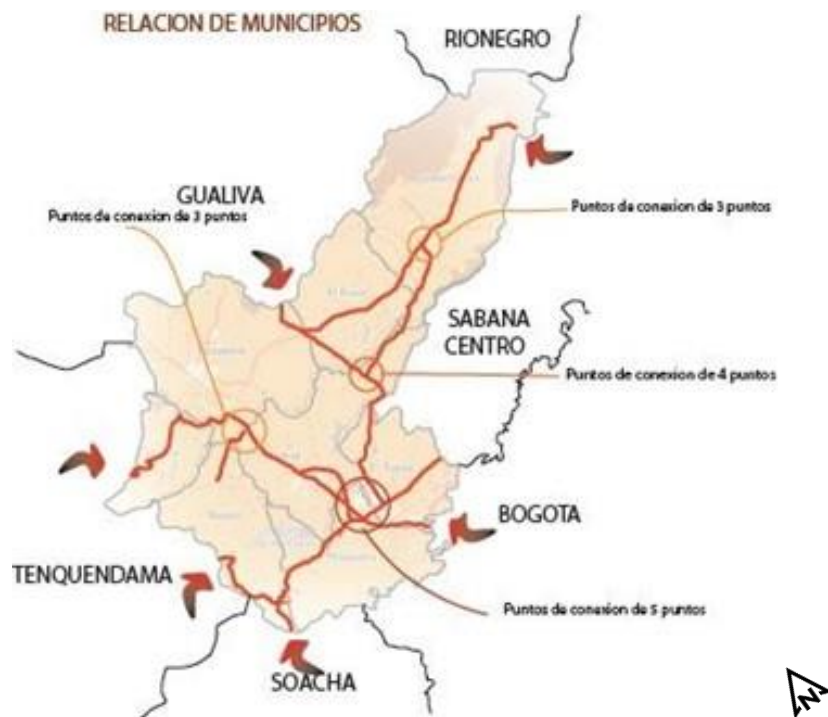 RELACION DE MUNICIPIOS
RIONEGRO
GUALIVA
Puntos de conexion de 3 puntos
Puntos de conexion de 3 puntos
SABANA
CENTRO
Puntos de conexion de 4 puntos
BOGOTA
TENQUENDAMA
Puntos de conexion de 5 puntos
SOACHA
N